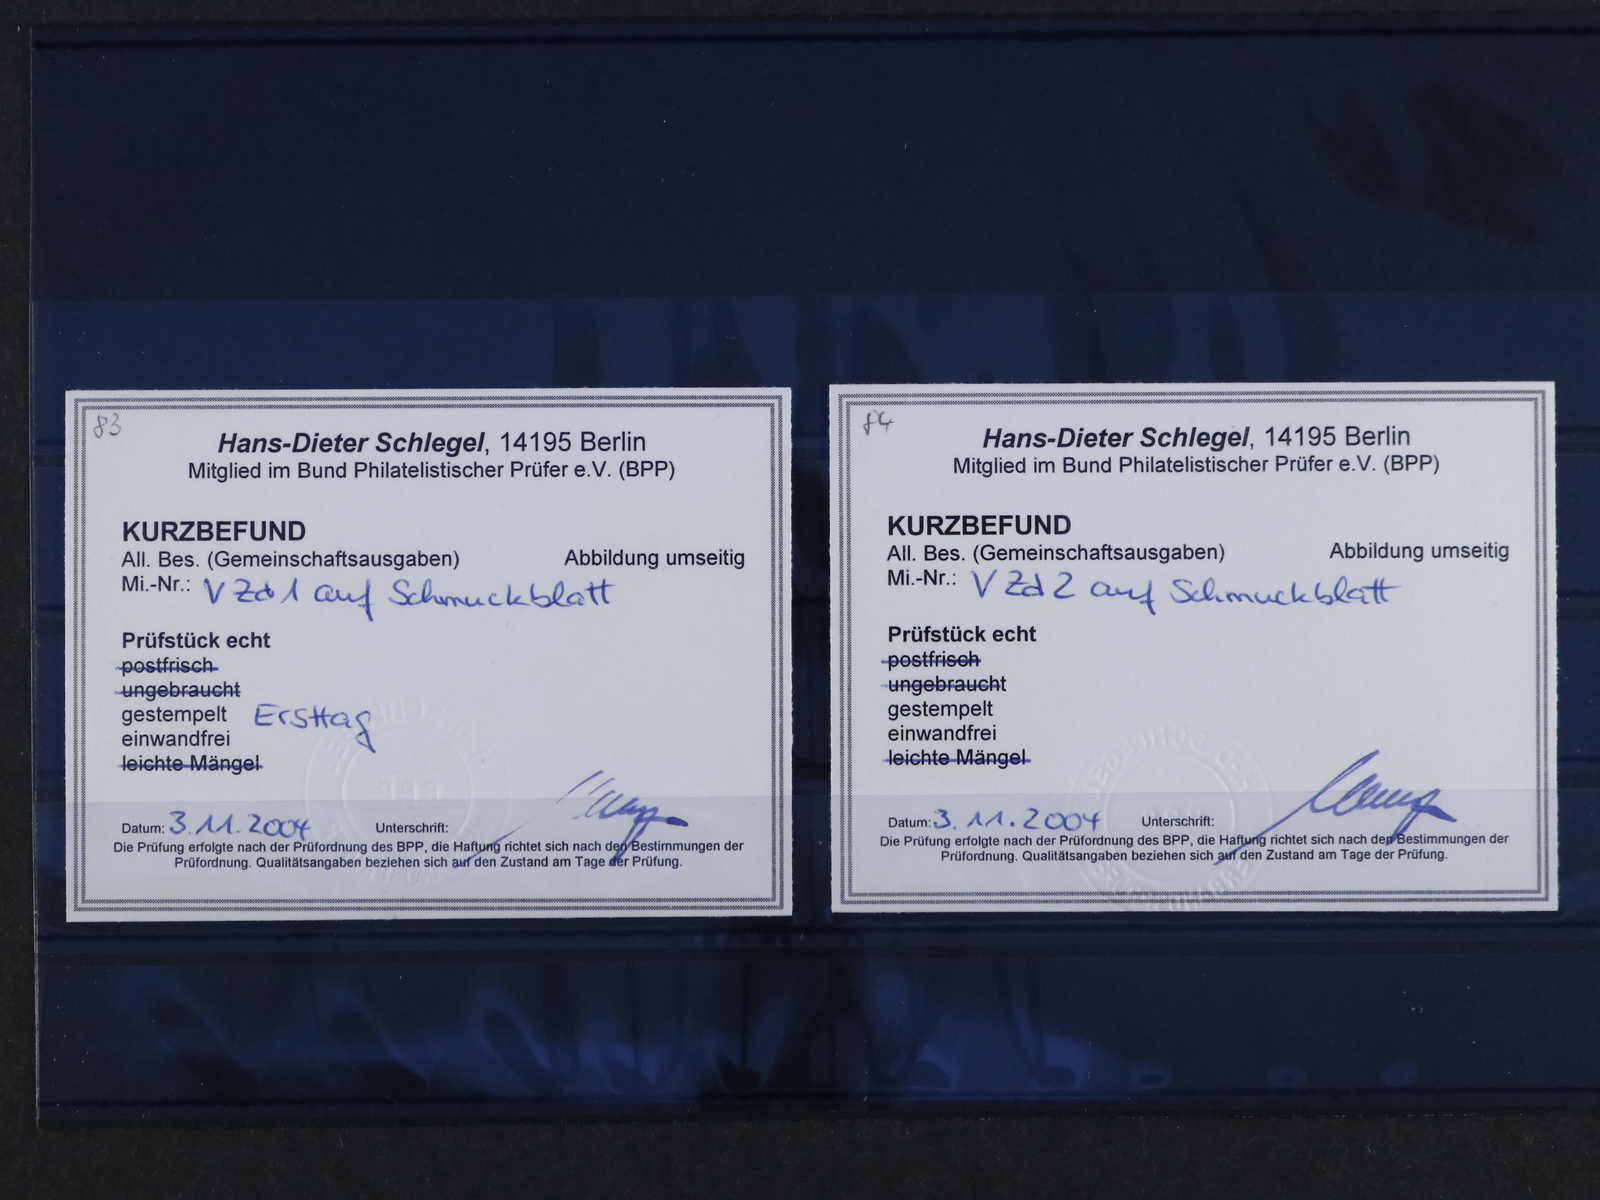 83
Hans-Dieter Schlegel, 14195 Berlin
Mitglied im Bund Philatelistischer Prüfer e.V. (BPP)
KURZBEFUND
All. Bes. (Gemeinschaftsausgaben) Abbildung umseitig
Mi.-Nr.: V Zd 1 auf Schmuckblatt
Prüfstück echt
postfrisch
ungebraucht
gestempelt Ersttag
einwandfrei
leichte Mängel
Datum: 3.11.2004 Unterschrift:
Die Prüfung erfolgte nach der Prüfordnung des BPP, die Haftung richtet sich nach den Bestimmungen der
Prüfordnung. Qualitätsangaben beziehen sich auf den Zustand am Tage der Prüfung.
84
Hans-Dieter Schlegel, 14195 Berlin
Mitglied im Bund Philatelistischer Prüfer e.V. (BPP)
KURZBEFUND
All. Bes. (Gemeinschaftsausgaben) Abbildung umseitig
Mi.-Nr.: V Zd 2 auf Schmuckblatt
Prüfstück echt
postfrisch
ungebraucht
gestempelt
einwandfrei
leichte Mängel
Datum: 3.11.2004 Unterschrift:
Die Prüfung erfolgte nach der Prüfordnung des BPP, die Haftung richtet sich nach den Bestimmungen der
Prüfordnung. Qualitätsangaben beziehen sich auf den Zustand am Tage der Prüfung.